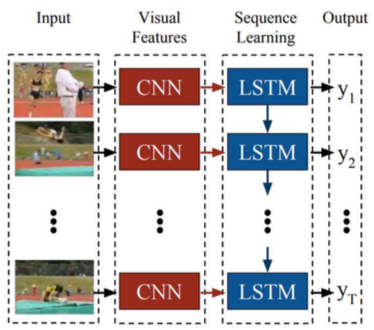 Input
Visual Features
Sequence Learning
Output
CNN
LSTM
y1
CNN
LSTM
y2
CNN
LSTM
yT